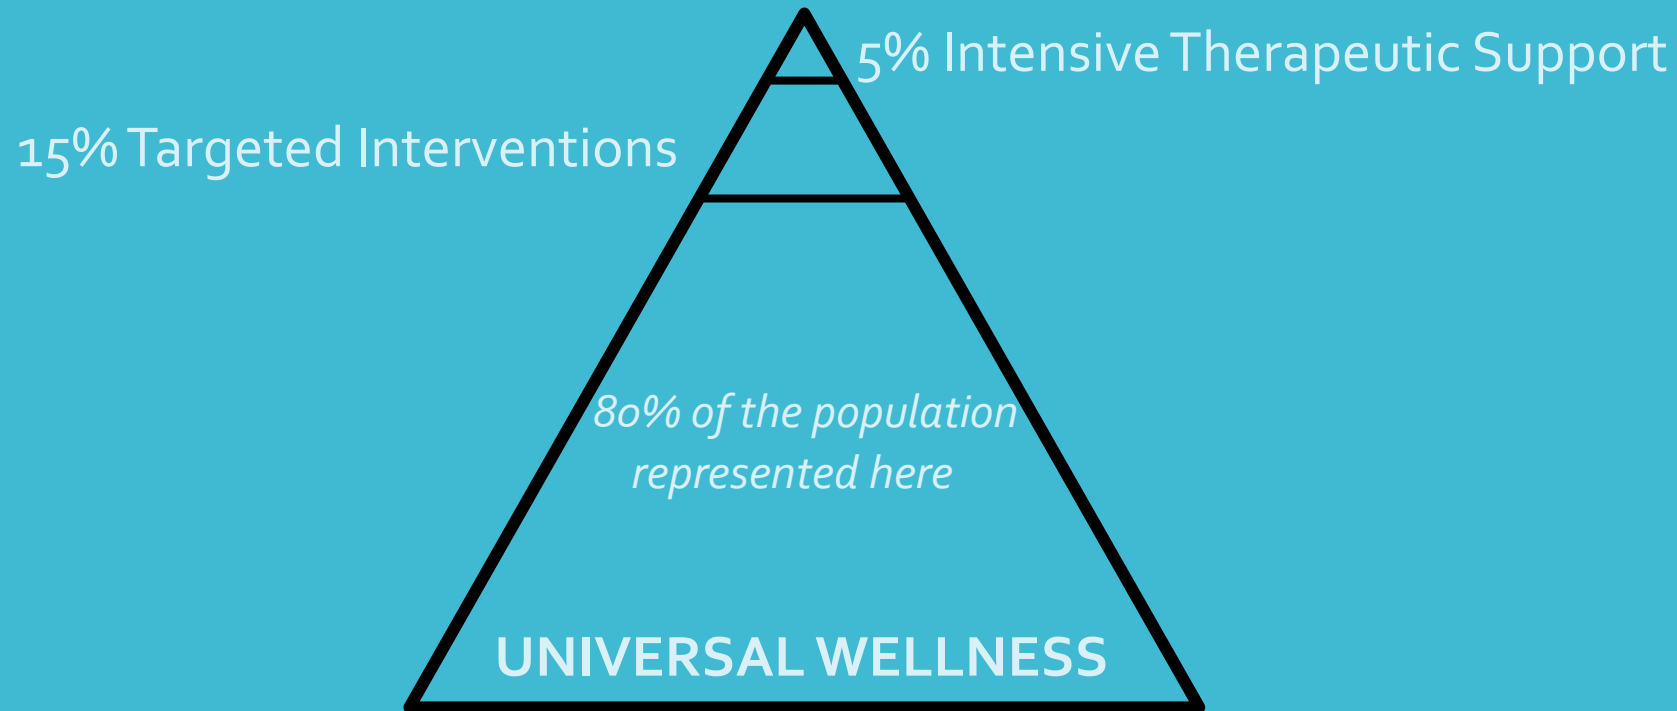 5% Intensive Therapeutic Support
15% Targeted Interventions
80% of the population
represented here
UNIVERSAL WELLNESS